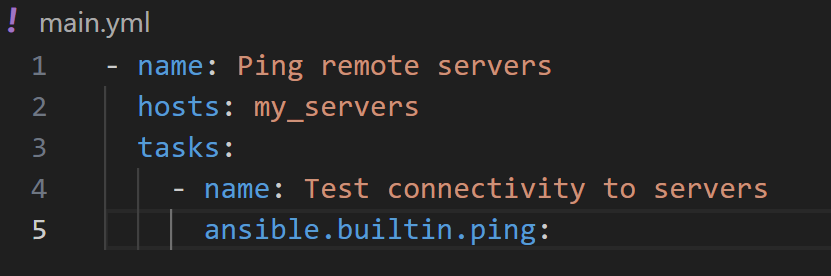 ! main.yml
1 - name: Ping remote servers
2 hosts: my_servers
3 tasks:
4 - name: Test connectivity to servers
5 ansible.builtin.ping: